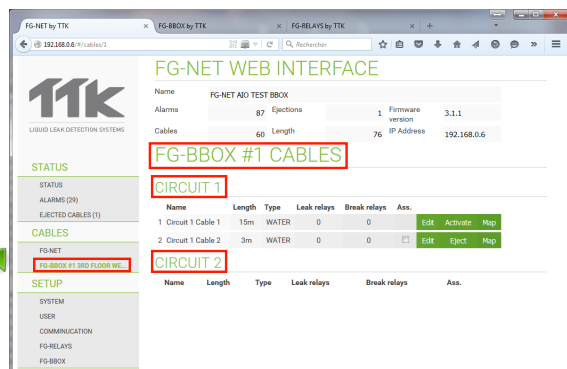 FG-NET by TTK × FG-BBOX by TTK × FG-RELAYS by TTK × +
192.168.0.6/#/cables/1 Rechercher
FG-NET WEB INTERFACE
Name FG-NET AIO TEST BBOX
Alarms 87 Ejections 1 Firmware version 3.1.1
Cables 60 Length 76 IP Address 192.168.0.6
TTK
LIQUID LEAK DETECTION SYSTEMS
STATUS
STATUS
ALARMS (29)
EJECTED CABLES (1)
CABLES
FG-NET
FG-BBOX #1 3RD FLOOR WE...
SETUP
SYSTEM
USER
COMMINUCATION
FG-RELAYS
FG-BBOX
FG-BBOX #1 CABLES
CIRCUIT 1
Name Length Type Leak relays Break relays Ass.
1 Circuit 1 Cable 1 15m WATER 0 0 Edit Activate Map
2 Circuit 1 Cable 2 3m WATER 0 0 Edit Eject Map
CIRCUIT 2
Name Length Type Leak relays Break relays Ass.